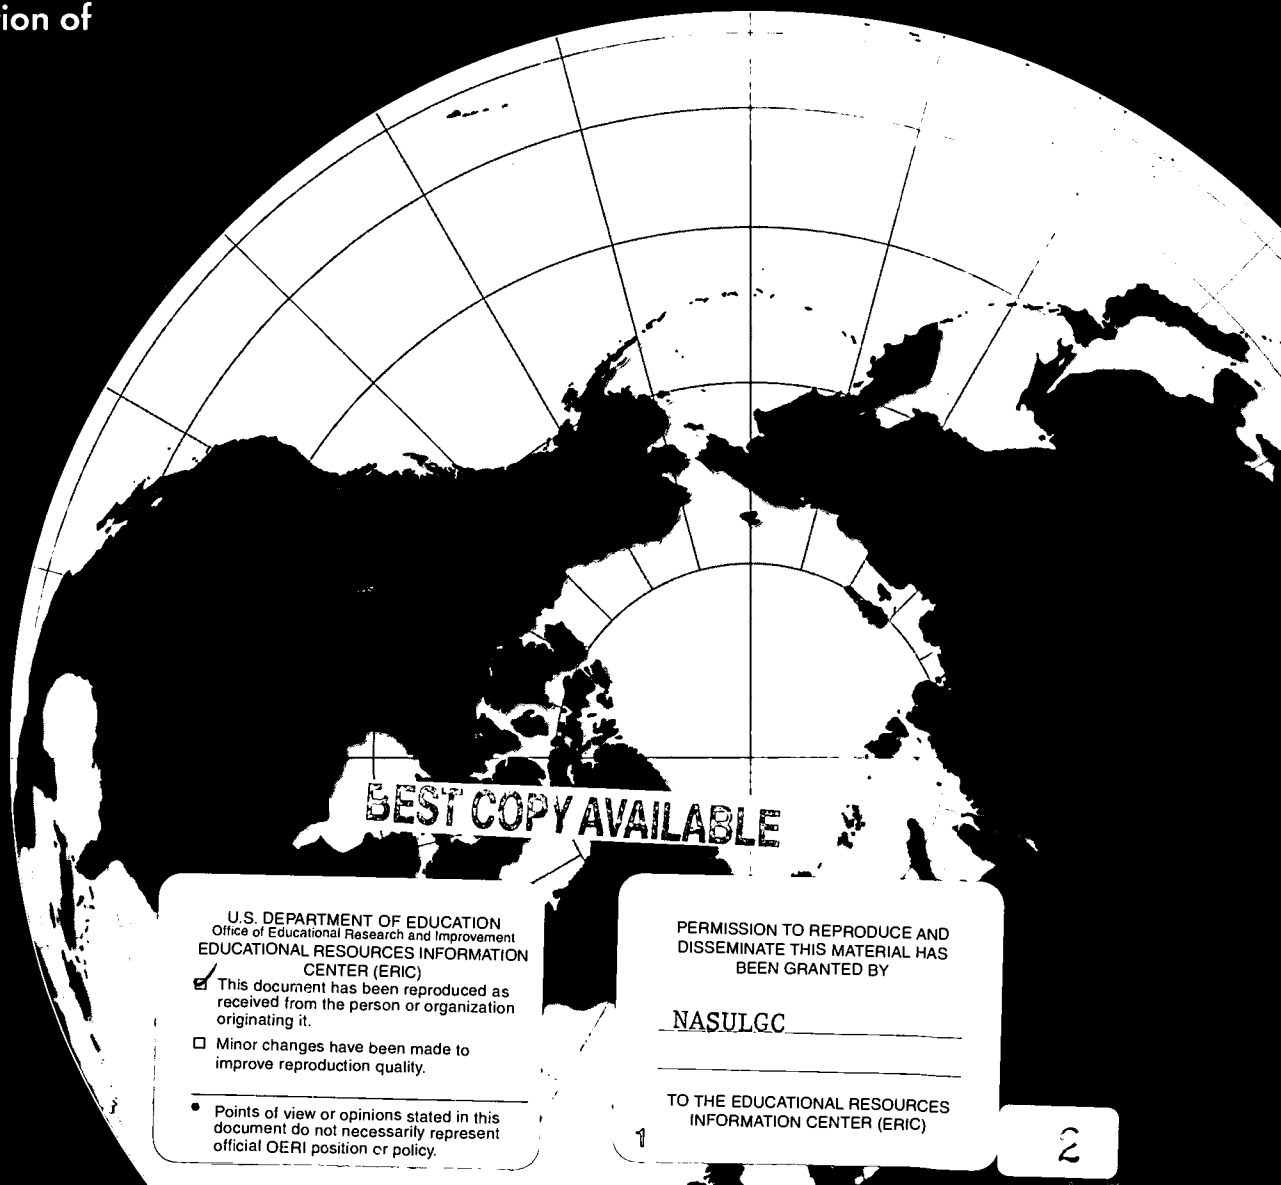 ion of
BEST COPY AVAILABLE
U.S. DEPARTMENT OF EDUCATION
Office of Educational Research and Improvement
EDUCATIONAL RESOURCES INFORMATION
CENTER (ERIC)
This document has been reproduced as
received from the person or organization
originating it.
Minor changes have been made to
improve reproduction quality.
Points of view or opinions stated in this
document do not necessarily represent
official OERI position or policy.
PERMISSION TO REPRODUCE AND
DISSEMINATE THIS MATERIAL HAS
BEEN GRANTED BY
NASULGC
TO THE EDUCATIONAL RESOURCES
INFORMATION CENTER (ERIC)
1
2